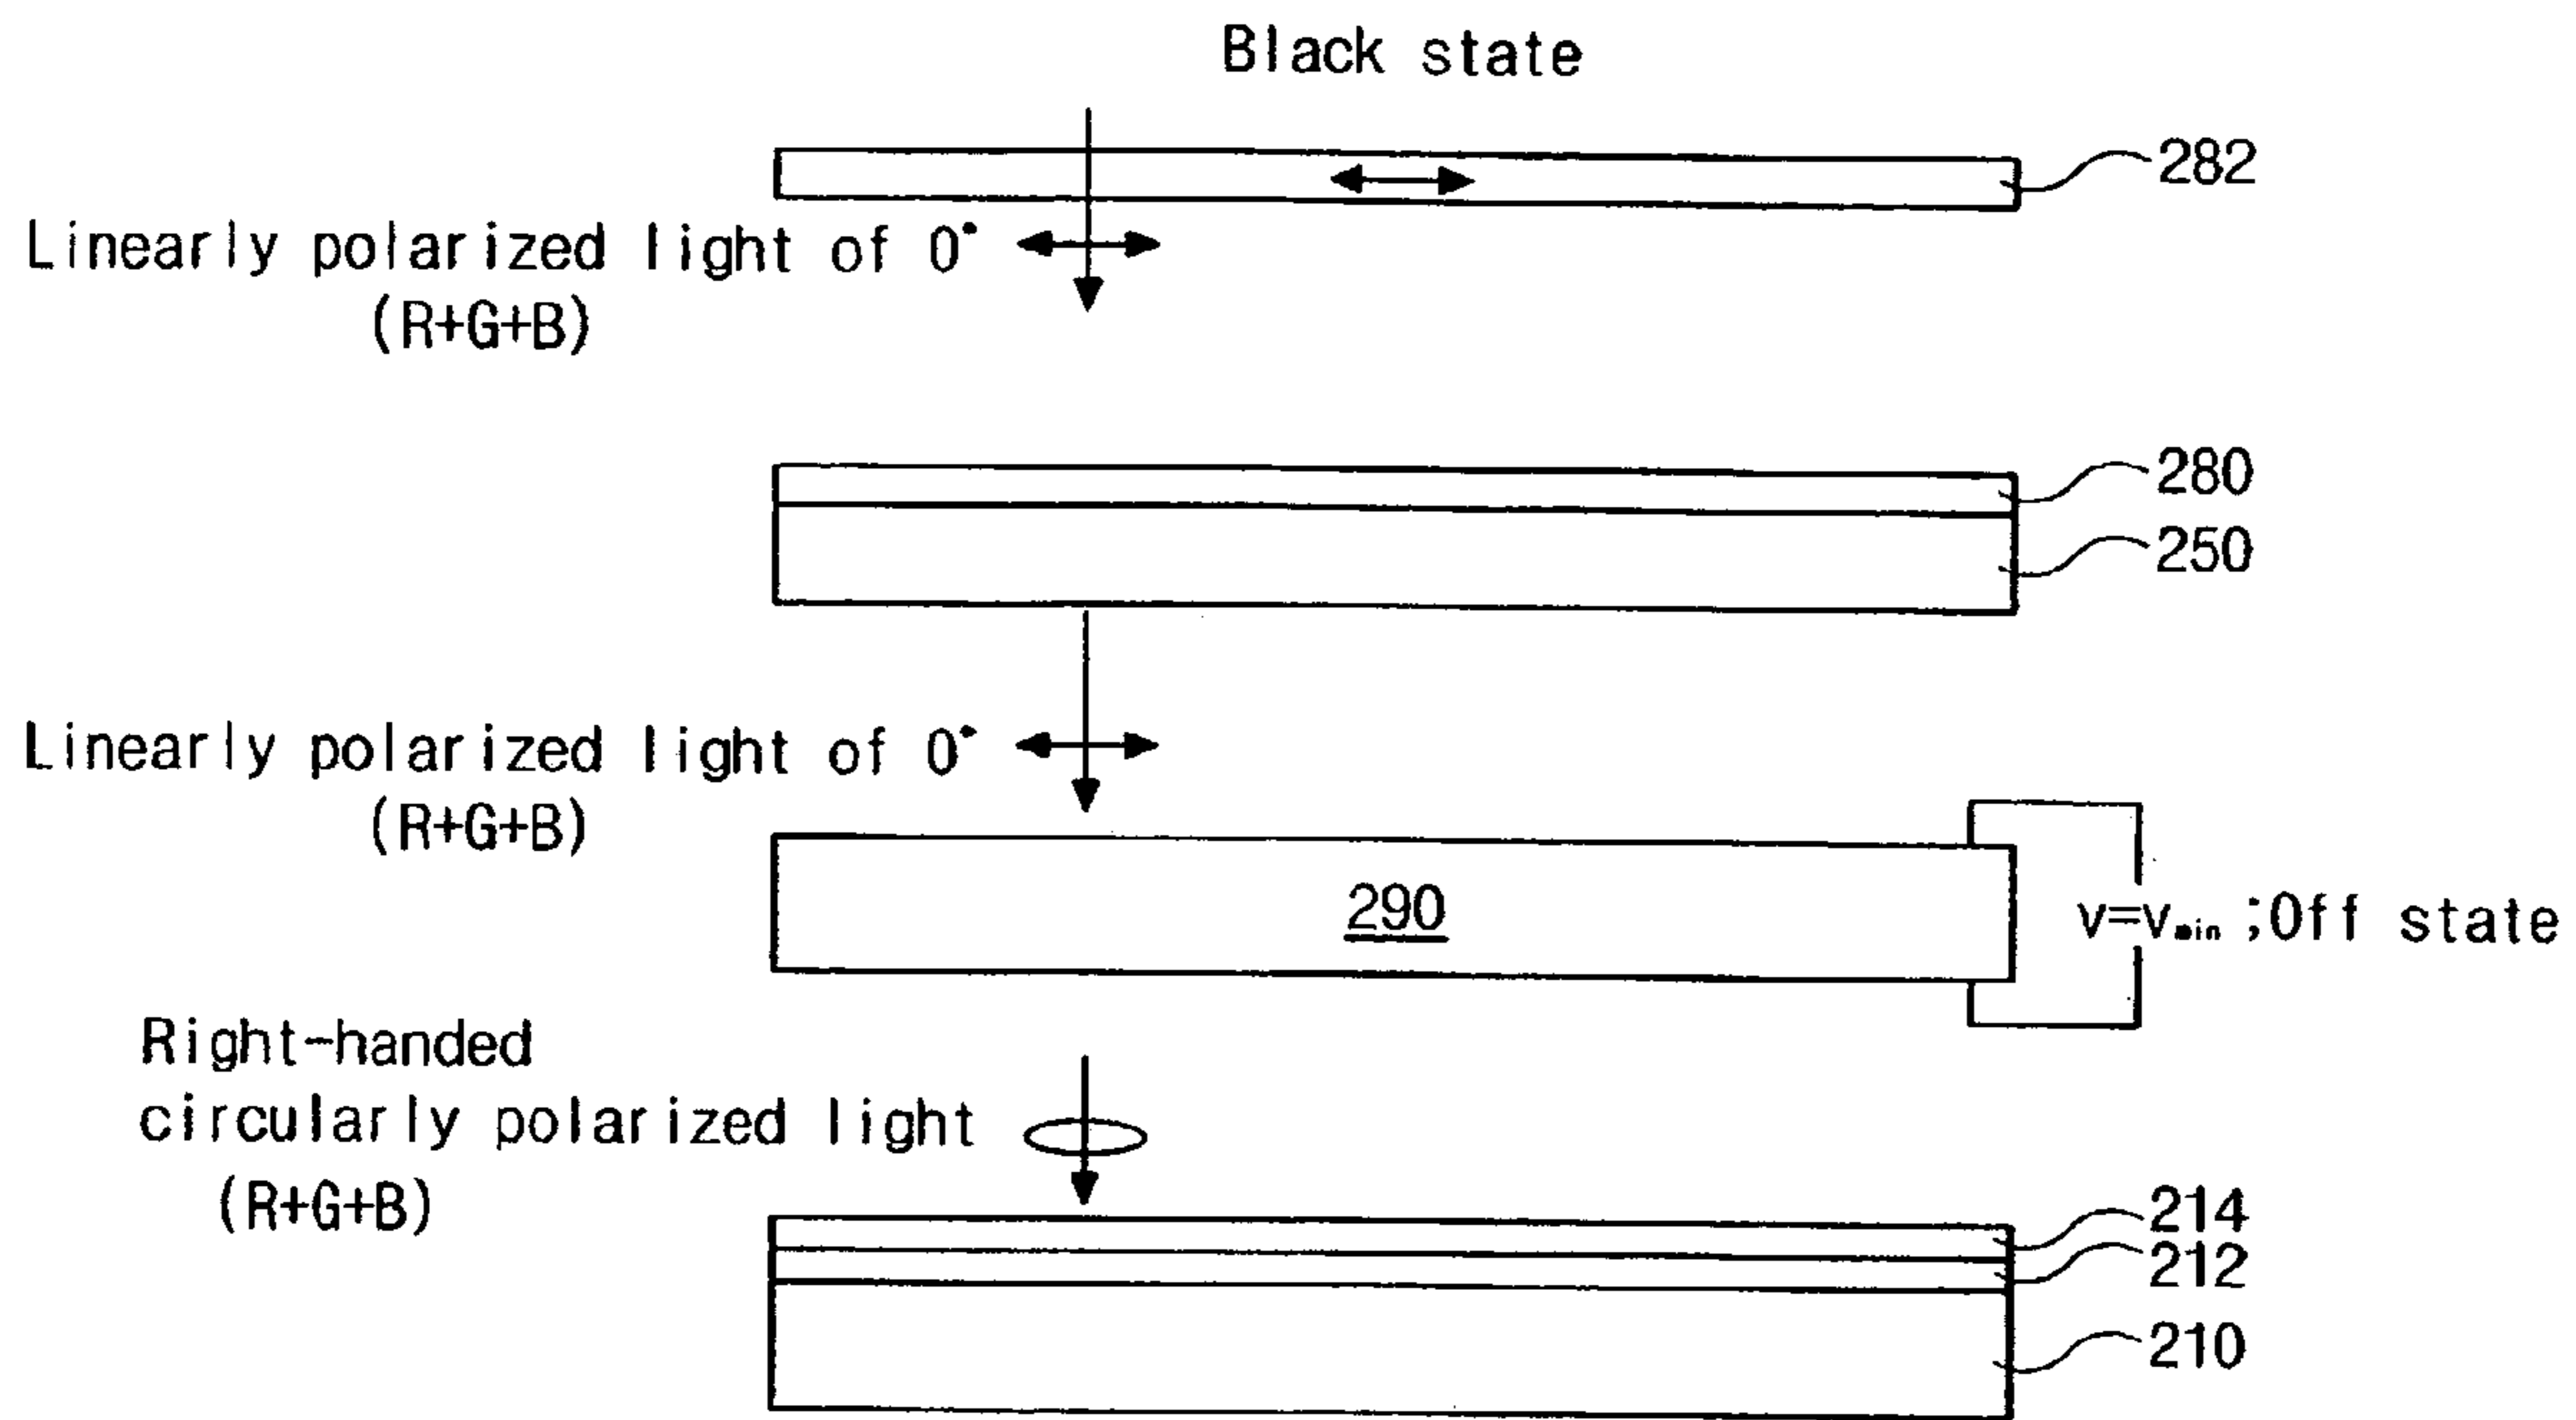 Black state
282
Linearly polarized light of 0°
(R+G+B)
280
250
Linearly polarized light of 0°
(R+G+B)
290
v=vmin ;Off state
Right-handed
circularly polarized light
(R+G+B)
214
212
210